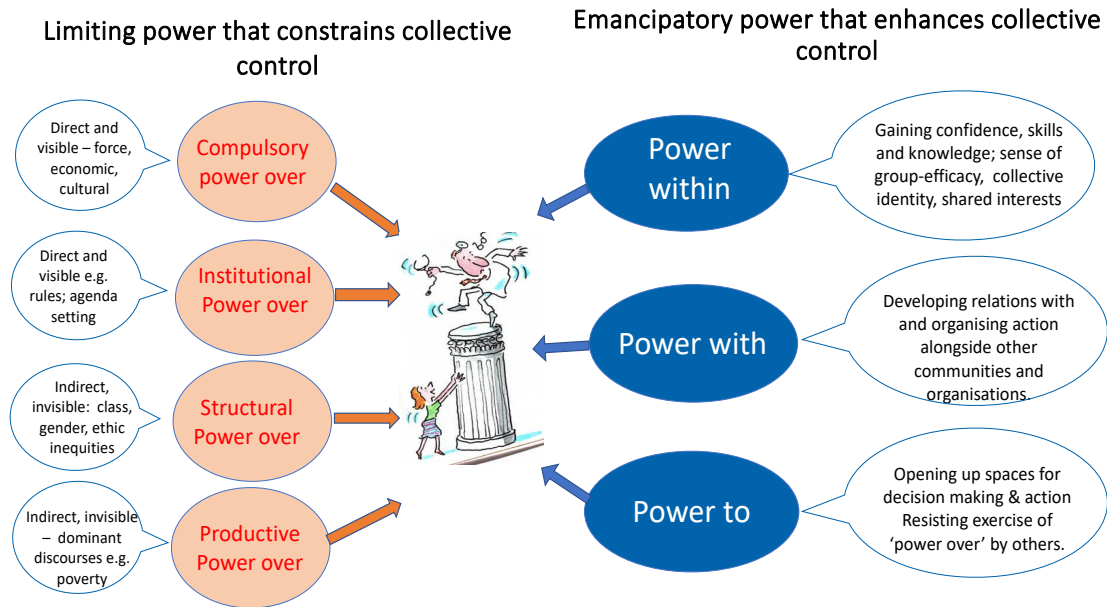 Limiting power that constrains collective
control
Emancipatory power that enhances collective
control
Direct and
visible – force,
economic,
cultural
Compulsory
power over
Direct and
visible e.g.
rules; agenda
setting
Institutional
Power over
Indirect,
invisible: class,
gender, ethic
inequities
Structural
Power over
Indirect, invisible
– dominant
discourses e.g.
poverty
Productive
Power over
Power
within
Gaining confidence, skills
and knowledge; sense of
group-efficacy, collective
identity, shared interests
Power with
Developing relations with
and organising action
alongside other
communities and
organisations.
Power to
Opening up spaces for
decision making & action
Resisting exercise of
‘power over’ by others.